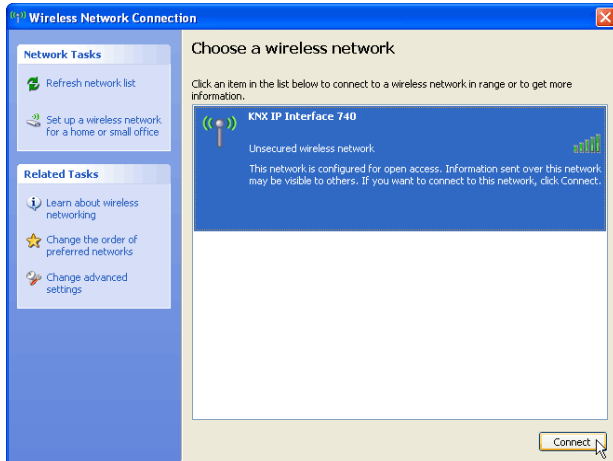 Wireless Network Connection
Network Tasks
Refresh network list
Set up a wireless network
for a home or small office
Related Tasks
Learn about wireless
networking
Change the order of
preferred networks
Change advanced
settings
Choose a wireless network
Click an item in the list below to connect to a wireless network in range or to get more
information.
KNX IP Interface 740
Unsecured wireless network
This network is configured for open access. Information sent over this network
may be visible to others. If you want to connect to this network, click Connect.
Connect